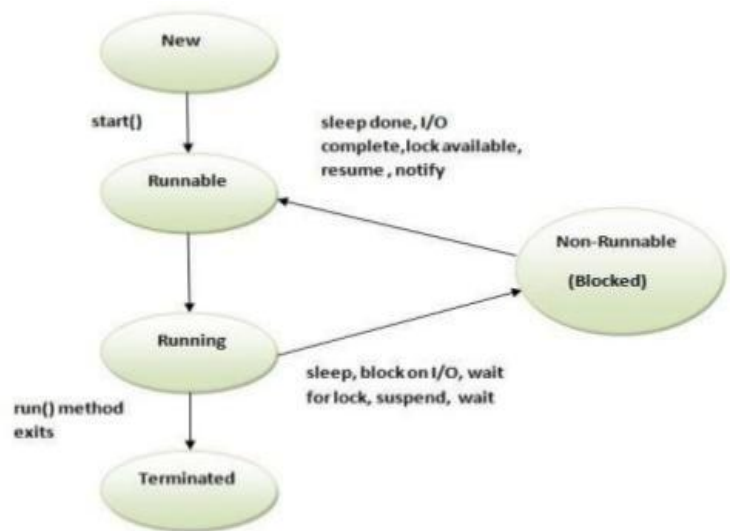 New
start()
sleep done, I/O
complete,lock available,
resume , notify
Runnable
Non-Runnable
(Blocked)
Running
sleep, block on I/O, wait
for lock, suspend, wait
run() method
exits
Terminated